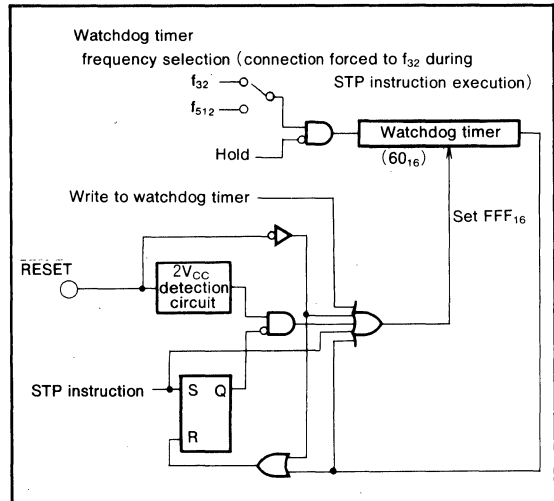 Watchdog timer
frequency selection (connection forced to f32 during
STP instruction execution)
f32
f512
Hold
Watchdog timer
(6016)
Write to watchdog timer
Set FFF16
RESET
2VCC
detection
circuit
STP instruction
S Q
R